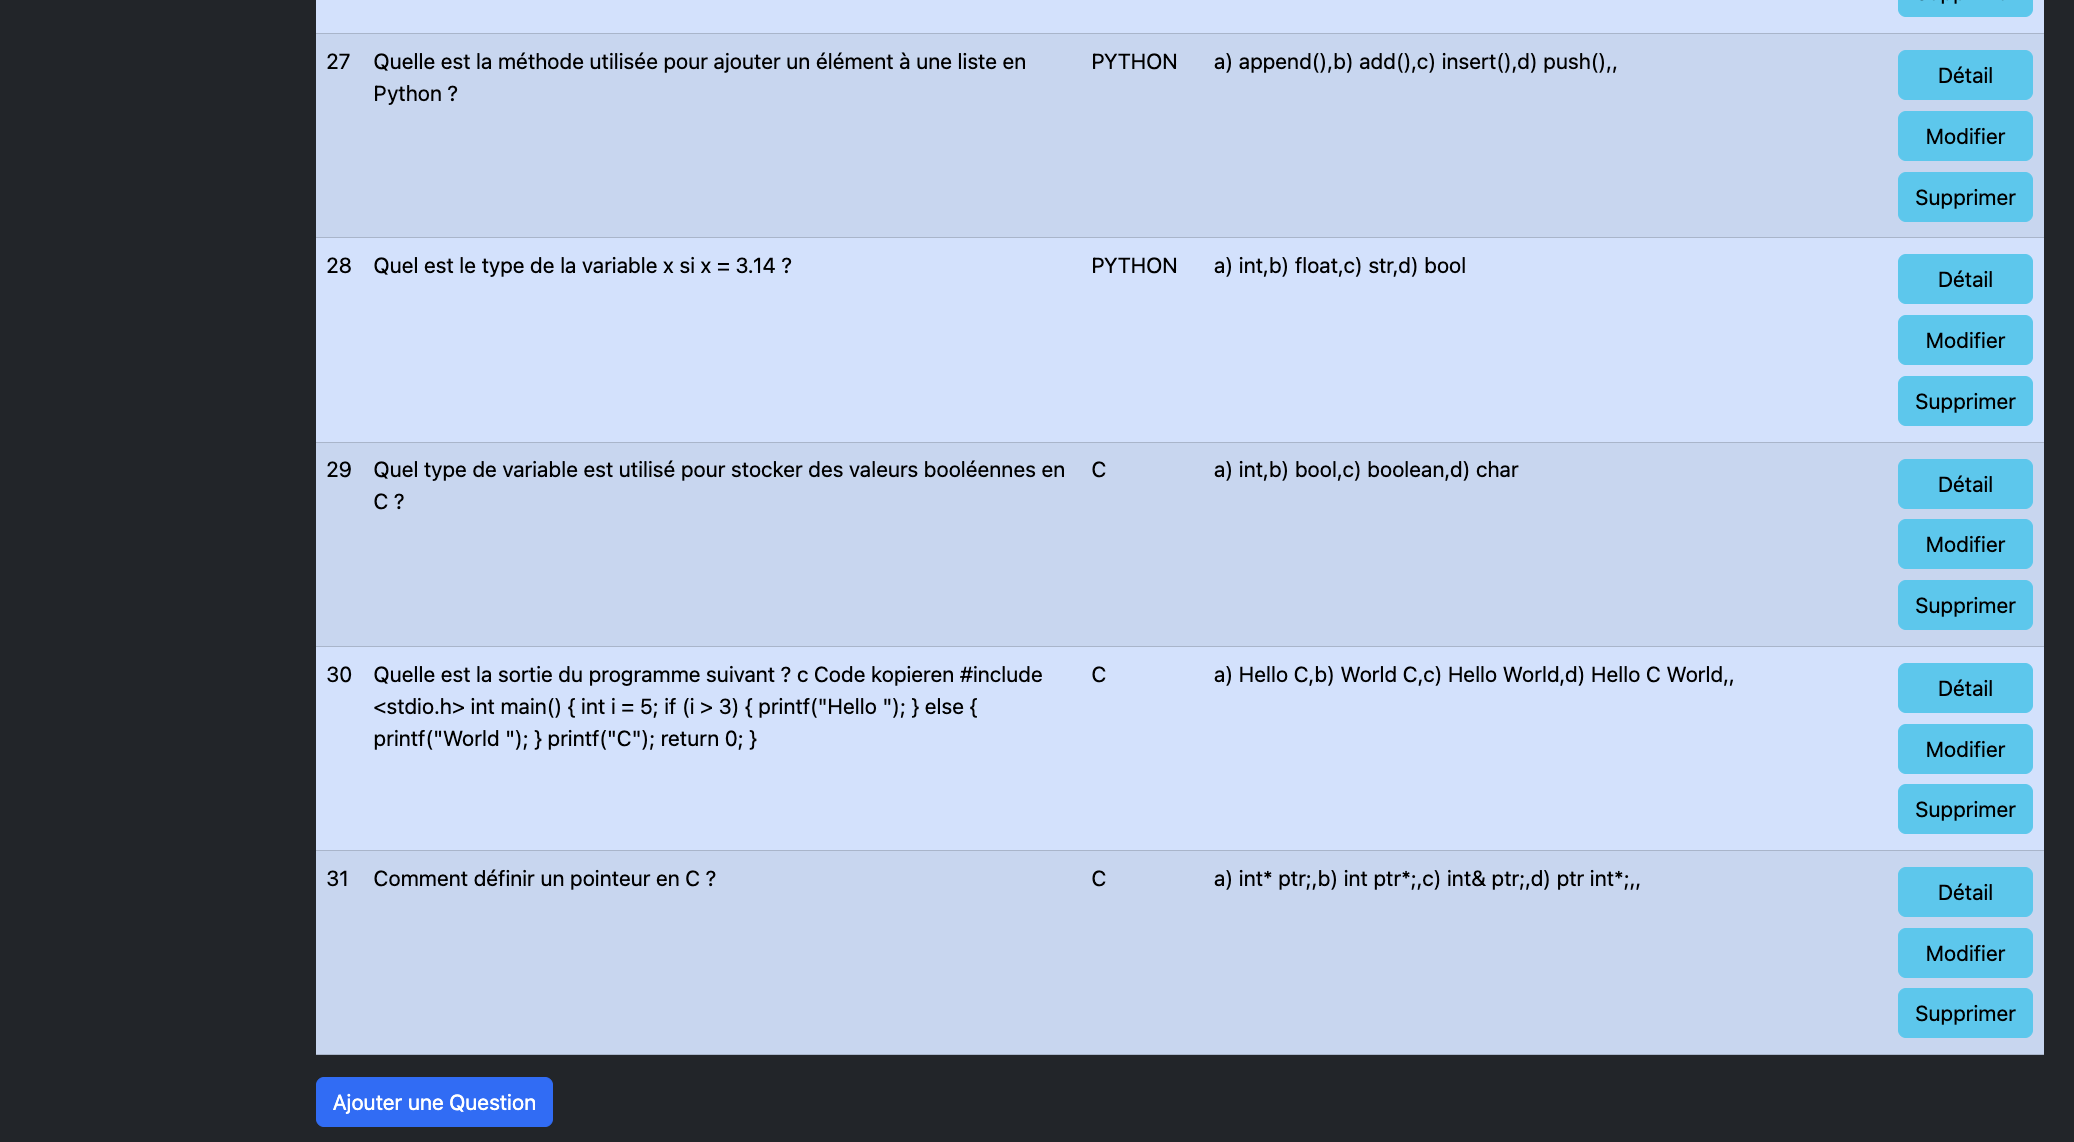 27 Quelle est la méthode utilisée pour ajouter un élément à une liste en PYTHON a) append(),b) add(),c) insert(),d) push(),, Détail
Python ?
Modifier
Supprimer
28 Quel est le type de la variable x si x = 3.14 ? PYTHON a) int,b) float,c) str,d) bool Détail
Modifier
Supprimer
29 Quel type de variable est utilisé pour stocker des valeurs booléennes en C a) int,b) bool,c) boolean,d) char Détail
C ?
Modifier
Supprimer
30 Quelle est la sortie du programme suivant ? c Code kopieren #include C a) Hello C,b) World C,c) Hello World,d) Hello C World,, Détail
<stdio.h> int main() { int i = 5; if (i > 3) { printf("Hello "); } else {
printf("World "); } printf("C"); return 0; }
Modifier
Supprimer
31 Comment définir un pointeur en C ? C a) int* ptr;,b) int ptr*;,c) int& ptr;,d) ptr int*;,, Détail
Modifier
Supprimer
Ajouter une Question